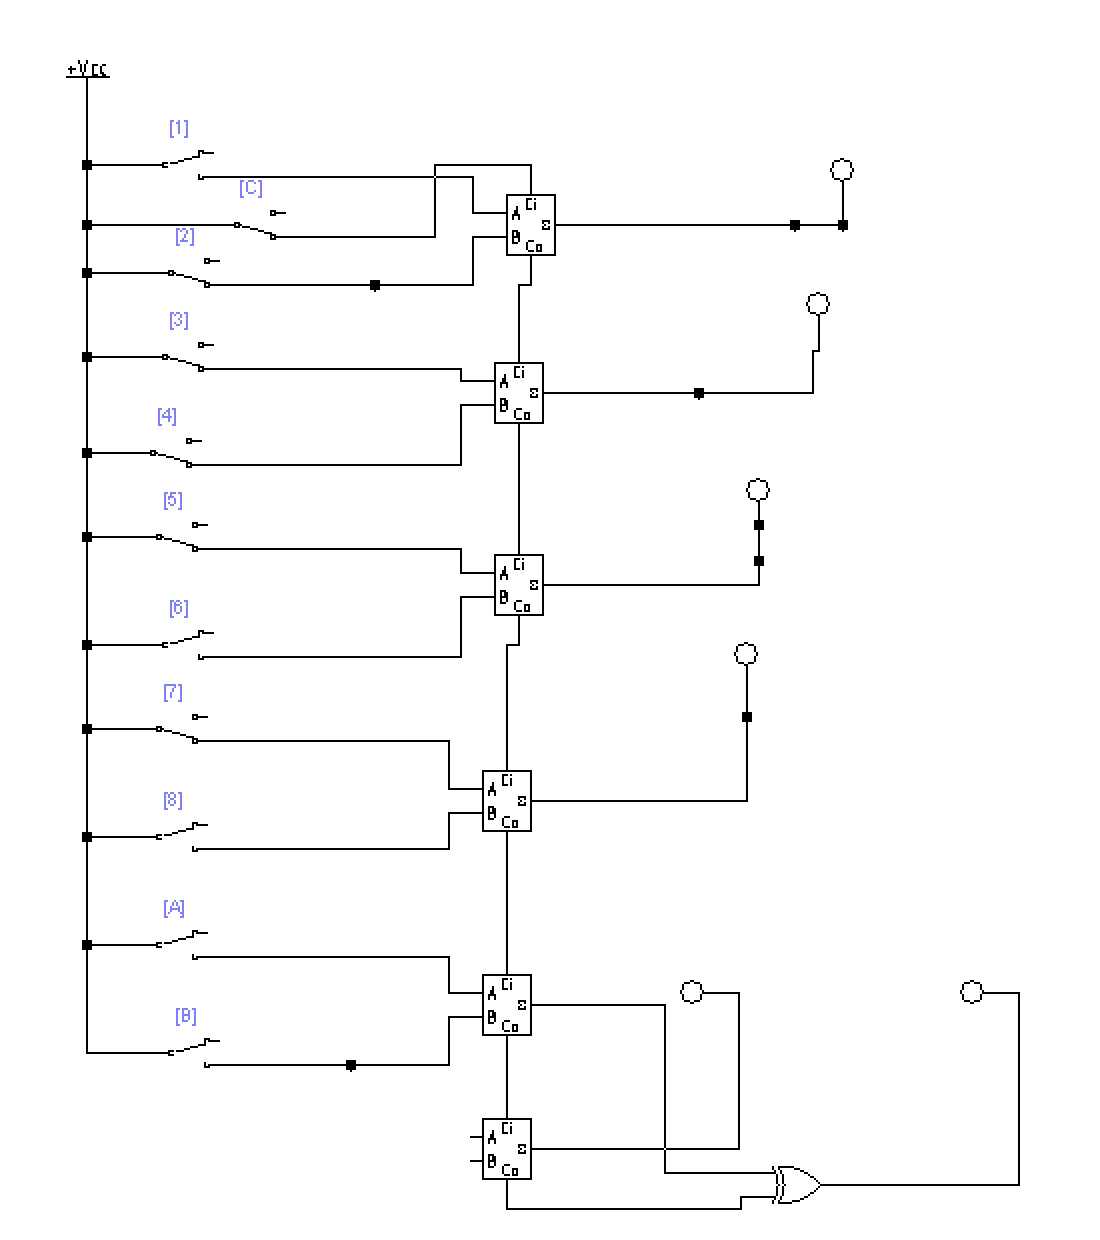 +Vcc
[1]
[C]
[2]
Ci
A
Σ
B
Co
[3]
Ci
A
Σ
B
Co
[4]
[5]
Ci
A
Σ
B
Co
[6]
[7]
Ci
A
Σ
B
Co
[8]
[A]
Ci
A
Σ
B
Co
[B]
Ci
A
Σ
B
Co